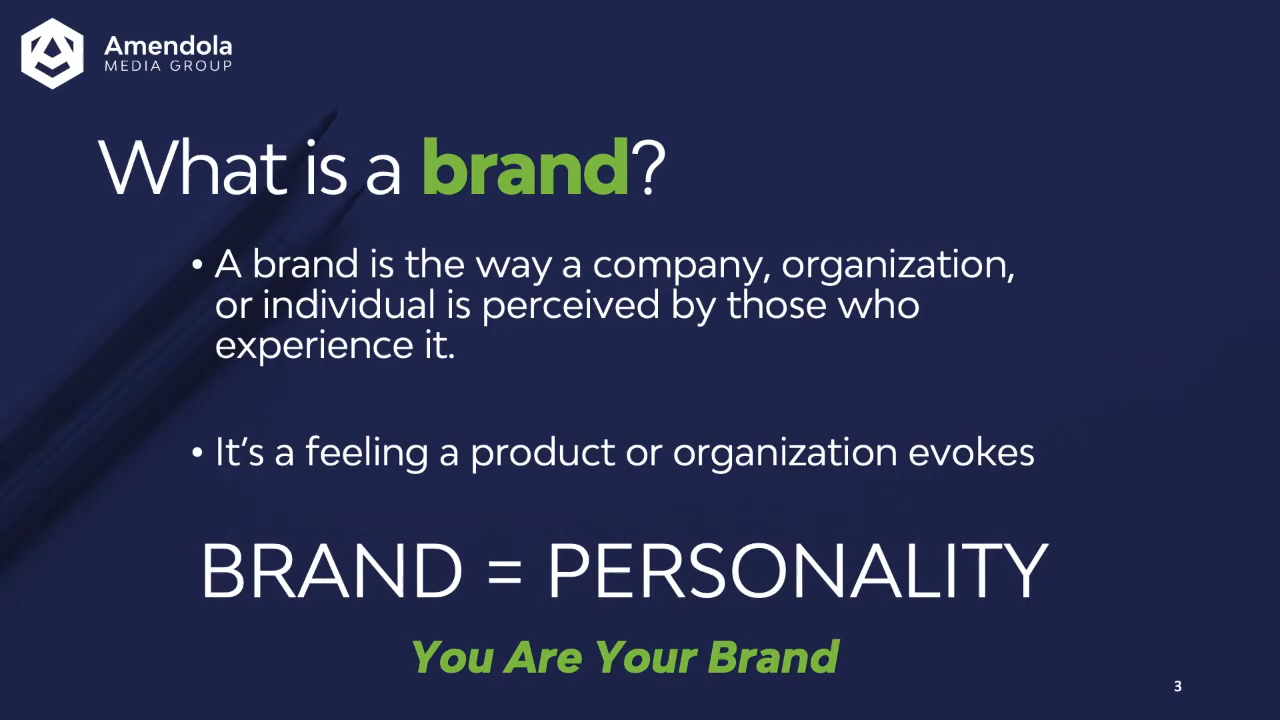 Amendola
MEDIA GROUP
What is a brand?
• A brand is the way a company, organization,
or individual is perceived by those who
experience it.
• It’s a feeling a product or organization evokes
BRAND = PERSONALITY
You Are Your Brand
3